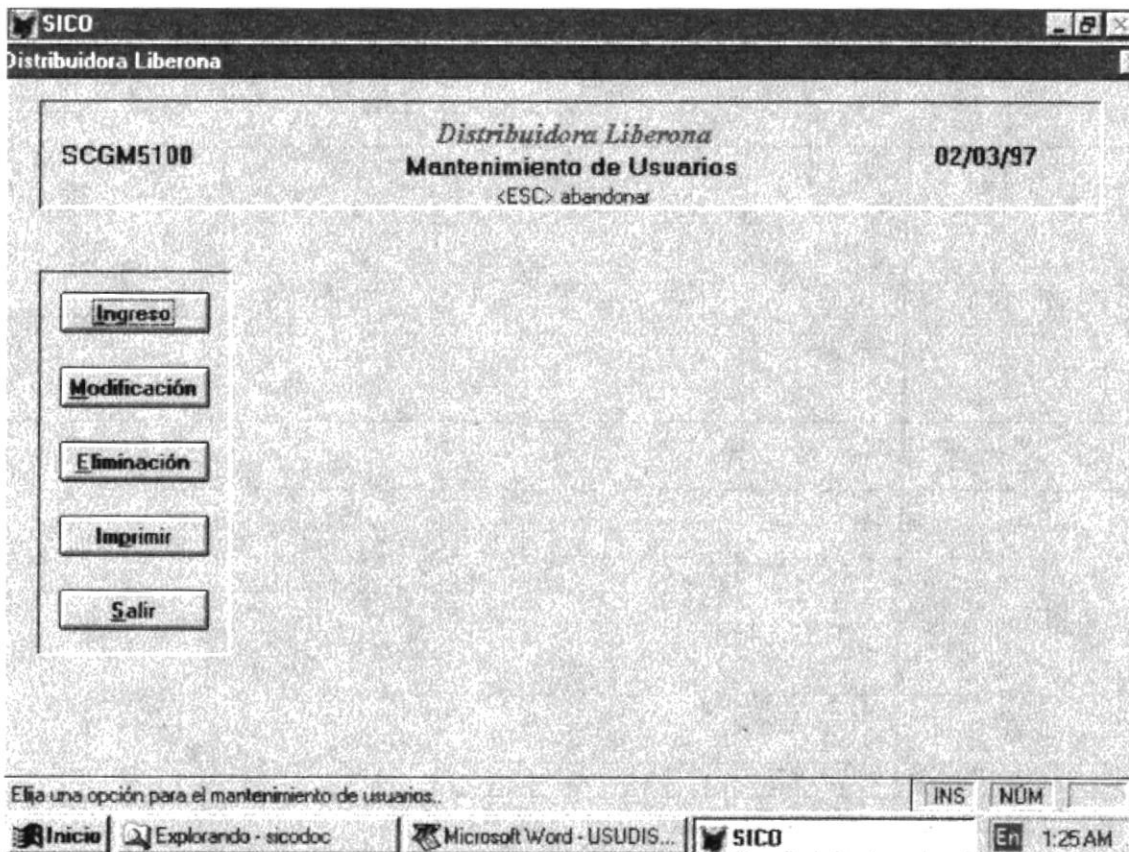 SICO
Distribuidora Liberona
Distribuidora Liberona
SCGM5100
Mantenimiento de Usuarios
02/03/97
<ESC> abandonar
Ingreso
Modificación
Eliminación
Imprimir
Salir
Elija una opción para el mantenimiento de usuarios..
INS NÚM
Inicio Explorando - sicodoc Microsoft Word - USUDIS... SICO En 1:25 AM